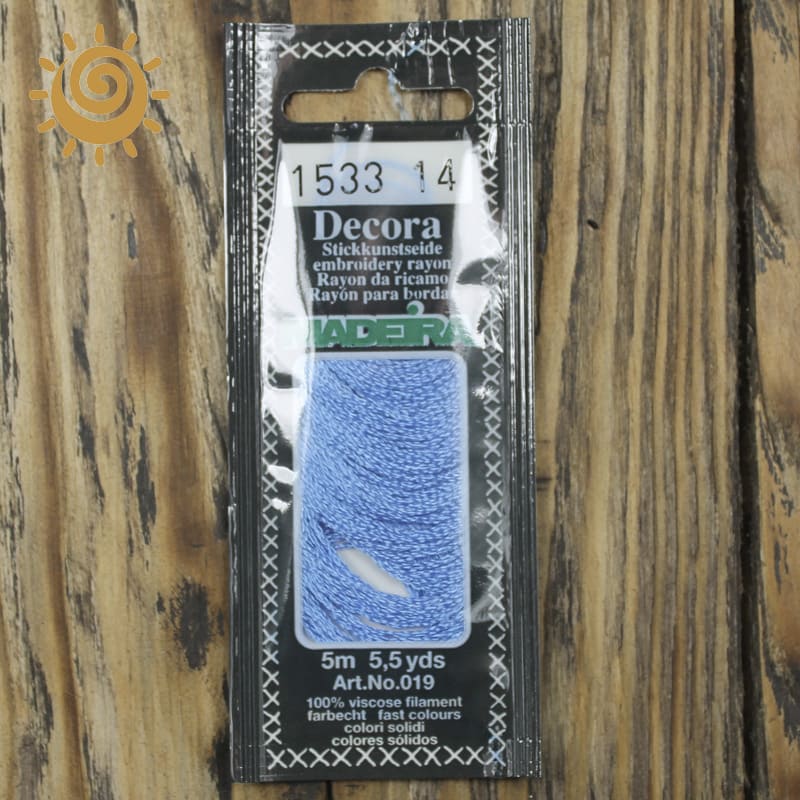 1533 14
Decora
Stickkunstseide
embroidery rayon
Rayon da ricamo
Rayón para borda
MADEIRA
5m 5,5 yds
Art.No.019
100% viscose filament
farbecht fast colours
colori solidi
colores sólidos